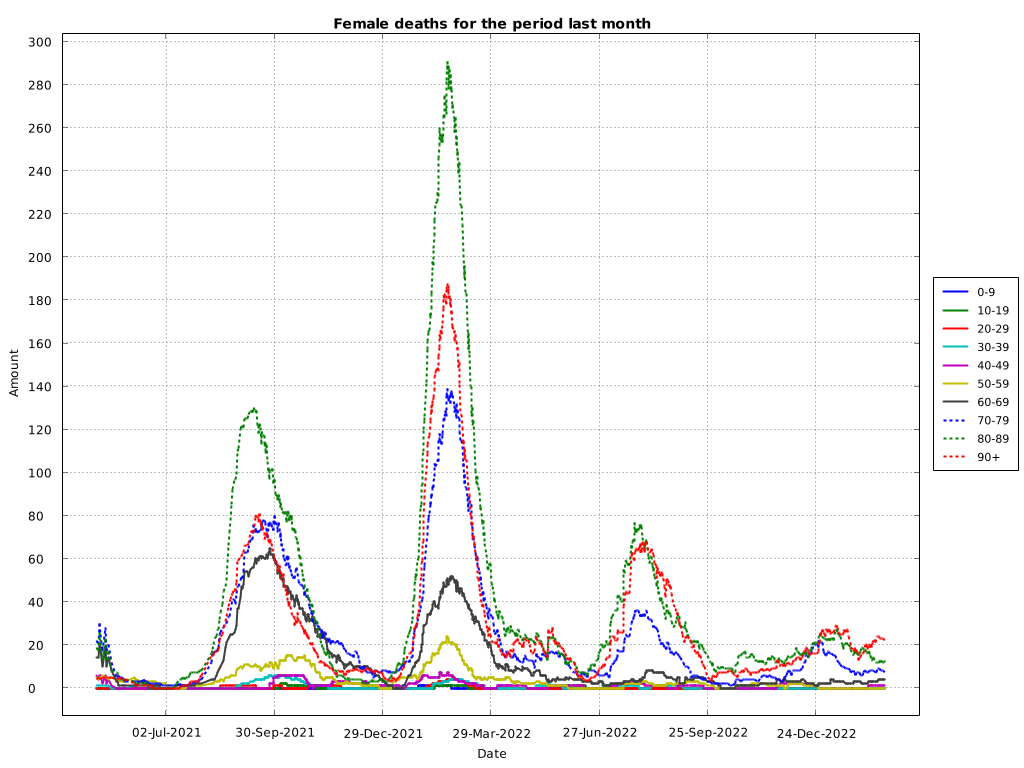 Female deaths for the period last month
300
280
260
240
220
200
180
160
140
120
100
80
60
40
20
0
Amount
02-Jul-2021
30-Sep-2021
29-Dec-2021
29-Mar-2022
27-Jun-2022
25-Sep-2022
24-Dec-2022
Date
0-9
10-19
20-29
30-39
40-49
50-59
60-69
70-79
80-89
90+